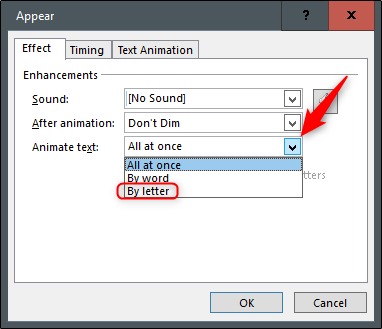 Appear
Effect Timing Text Animation
Enhancements
Sound: [No Sound]
After animation: Don't Dim
Animate text: All at once
All at once
By word
By letter
OK Cancel